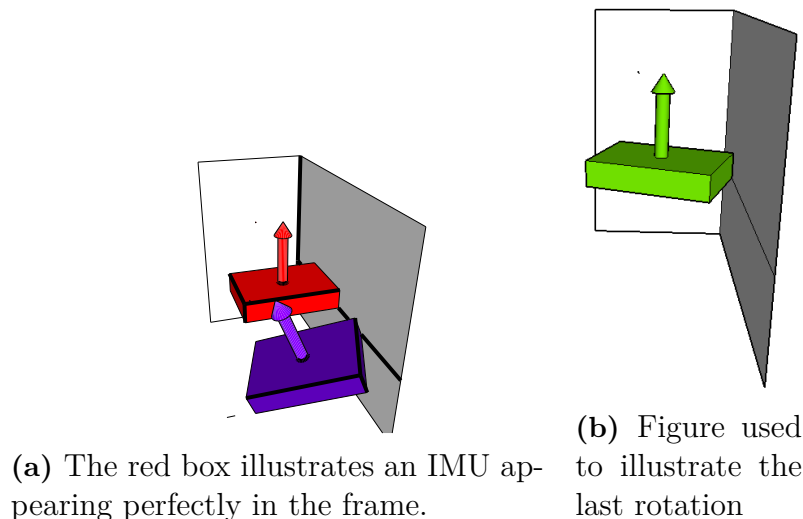 (a) The red box illustrates an IMU ap-
pearing perfectly in the frame.
(b) Figure used
to illustrate the
last rotation